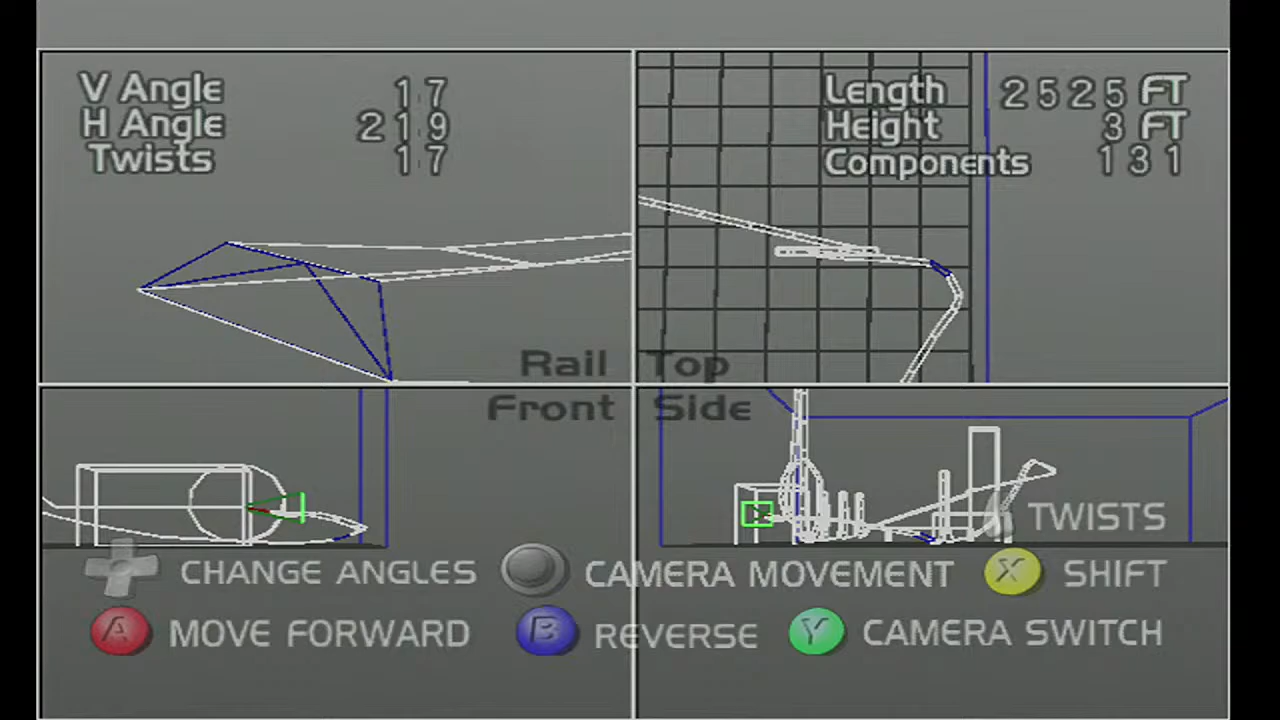 V Angle 17
H Angle 219
Twists 17
Length 2525 FT
Height 3 FT
Components 131
Rail Top
Front Side
TWISTS
CHANGE ANGLES CAMERA MOVEMENT X SHIFT
A MOVE FORWARD B REVERSE Y CAMERA SWITCH